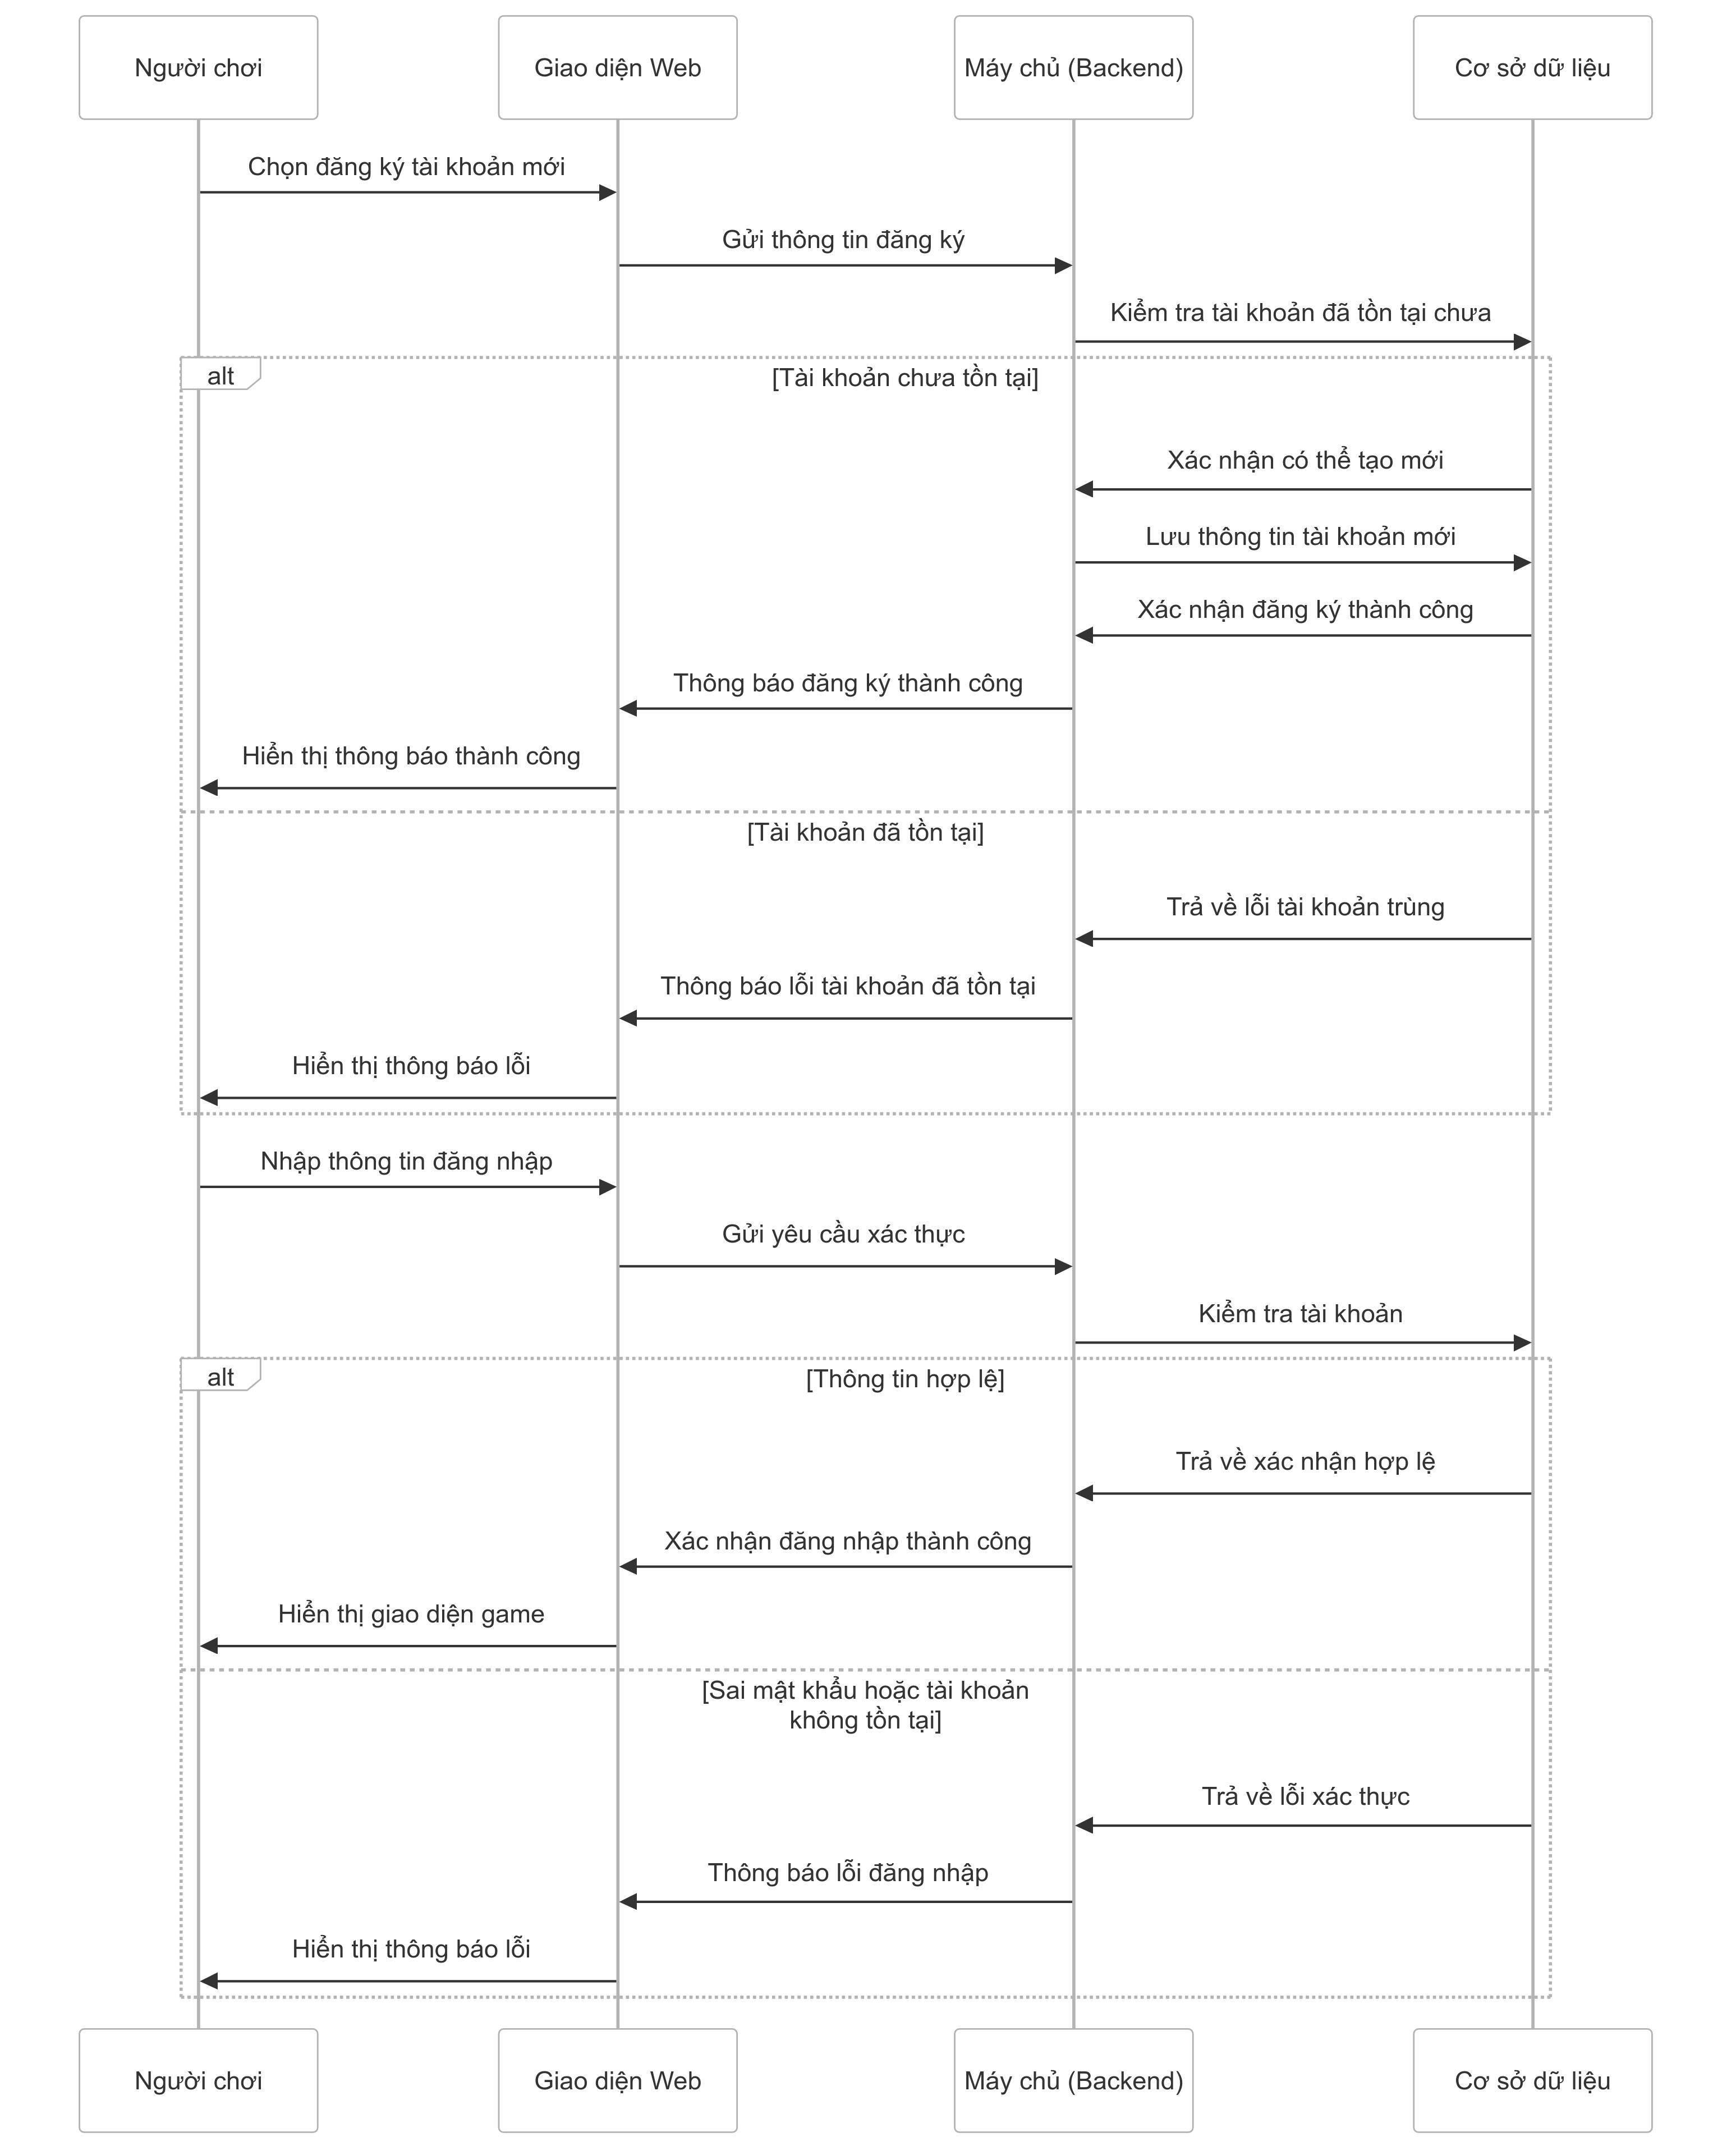 Người chơi
Giao diện Web
Máy chủ (Backend)
Cơ sở dữ liệu
Chọn đăng ký tài khoản mới
Gửi thông tin đăng ký
Kiểm tra tài khoản đã tồn tại chưa
alt
[Tài khoản chưa tồn tại]
Xác nhận có thể tạo mới
Lưu thông tin tài khoản mới
Xác nhận đăng ký thành công
Thông báo đăng ký thành công
Hiển thị thông báo thành công
[Tài khoản đã tồn tại]
Trả về lỗi tài khoản trùng
Thông báo lỗi tài khoản đã tồn tại
Hiển thị thông báo lỗi
Nhập thông tin đăng nhập
Gửi yêu cầu xác thực
Kiểm tra tài khoản
alt
[Thông tin hợp lệ]
Trả về xác nhận hợp lệ
Xác nhận đăng nhập thành công
Hiển thị giao diện game
[Sai mật khẩu hoặc tài khoản
không tồn tại]
Trả về lỗi xác thực
Thông báo lỗi đăng nhập
Hiển thị thông báo lỗi
Người chơi
Giao diện Web
Máy chủ (Backend)
Cơ sở dữ liệu